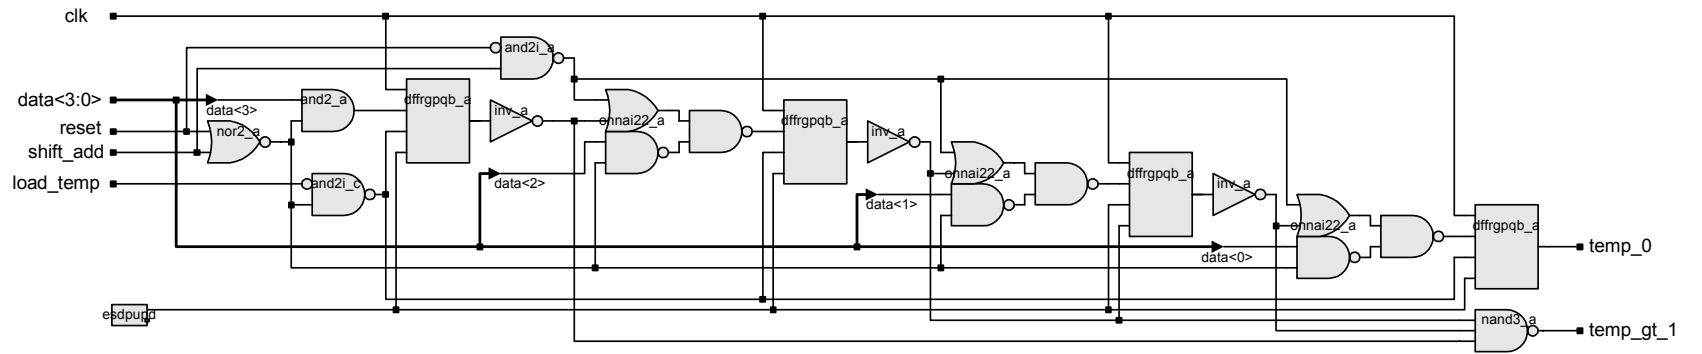 clk
and2i_a
data<3:0>
data<3>
and2_a
dffrgpqb_a
inv_a
onnai22_a
dffrgpqb_a
inv_a
reset
nor2_a
shift_add
load_temp
and2i_c
data<2>
onnai22_a
dffrgpqb_a
inv_a
data<1>
onnai22_a
dffrgpqb_a
data<0>
temp_0
esdpupd
nand3_a
temp_gt_1